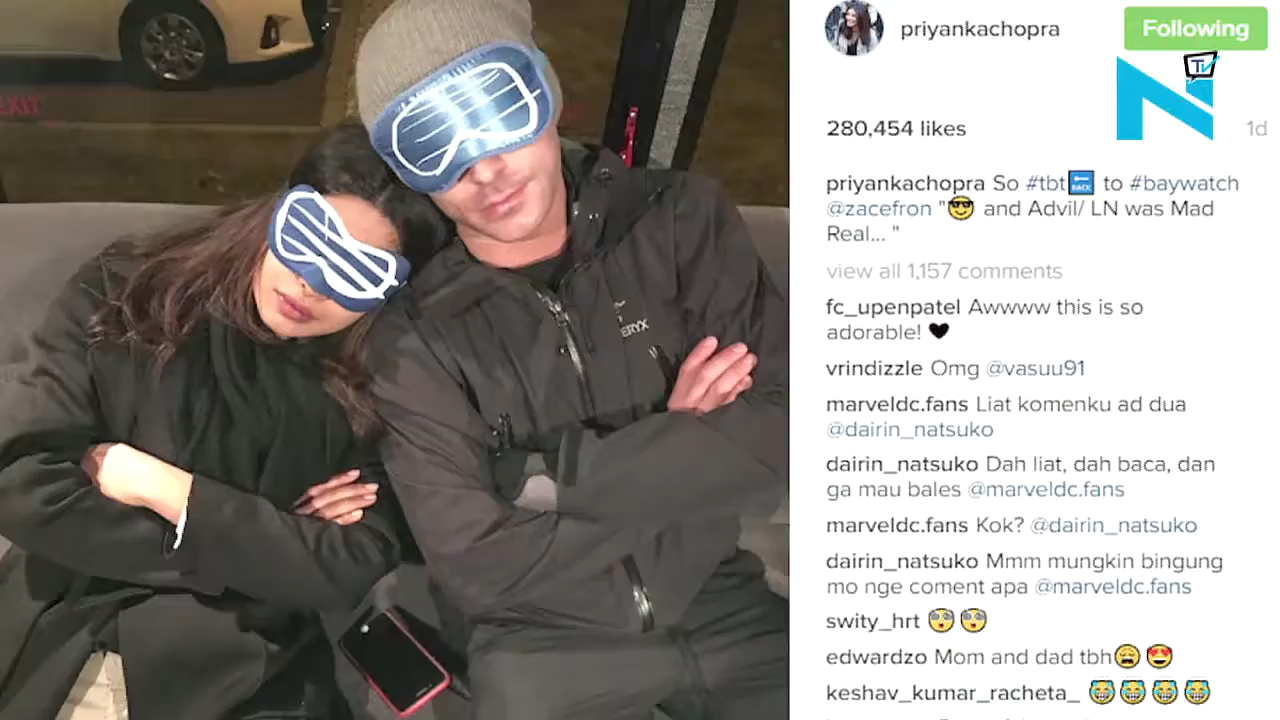 EXIT
ERYX
priyankachopra
Following
TV
N
280,454 likes
1d
priyankachopra So #tbt🔙 to #baywatch
@zacefron "😎 and Advil/ LN was Mad
Real... "
view all 1,157 comments
fc_upenpatel Awwww this is so
adorable! 🖤
vrindizzle Omg @vasuu91
marveldc.fans Liat komenku ad dua
@dairin_natsuko
dairin_natsuko Dah liat, dah baca, dan
ga mau bales @marveldc.fans
marveldc.fans Kok? @dairin_natsuko
dairin_natsuko Mmm mungkin bingung
mo nge coment apa @marveldc.fans
swity_hrt 😳😳
edwardzo Mom and dad tbh😩😍
keshav_kumar_racheta_ 😹😹😹😹